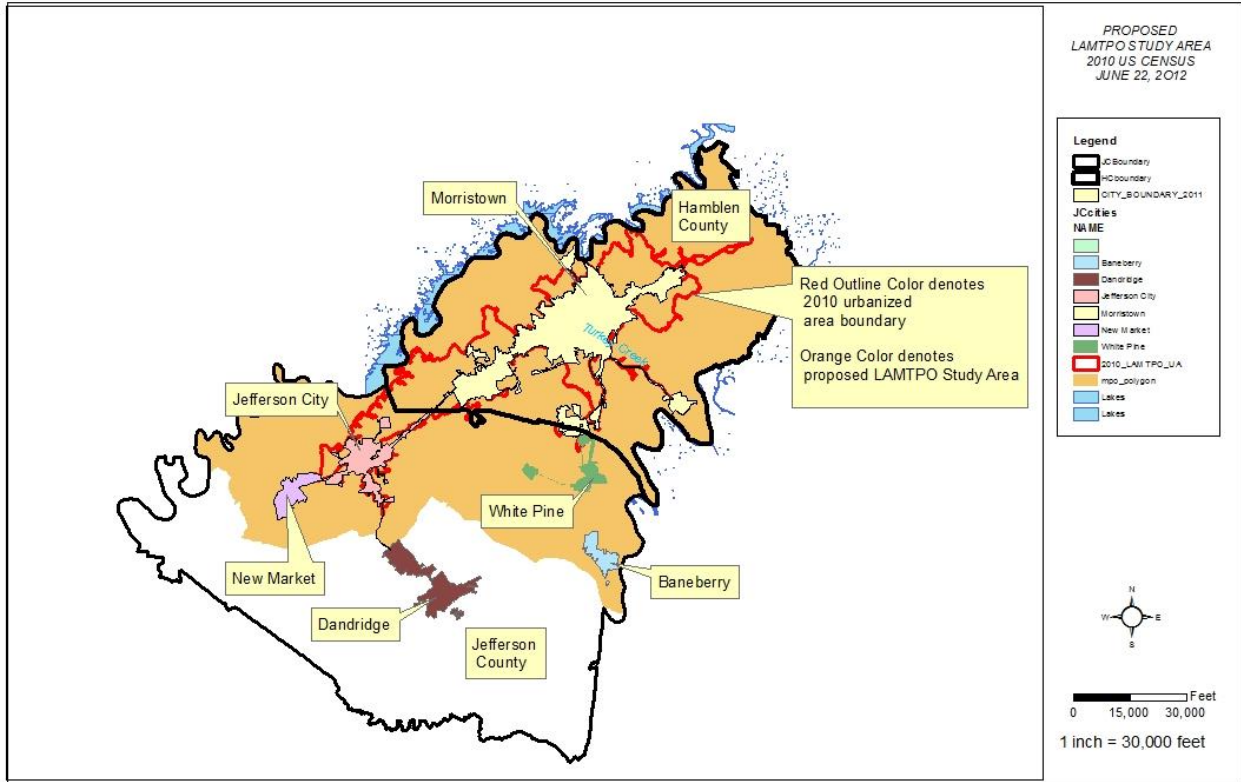 PROPOSED
LAMTPO STUDY AREA
2010 US CENSUS
JUNE 22, 2012
Legend
JCBoundary
HCboundary
CITY_BOUNDARY_2011
JCcities
NAME
Baneberry
Dandridge
Jefferson City
Morristown
New Market
White Pine
2010_LAMTPO_UA
mpo_polygon
Lakes
Lakes
Morristown
Hamblen
County
Red Outline Color denotes
2010 urbanized
area boundary
Orange Color denotes
proposed LAMTPO Study Area
Turkey Creek
Jefferson City
White Pine
New Market
Baneberry
Dandridge
Jefferson
County
N
W
E
S
Feet
0 15,000 30,000
1 inch = 30,000 feet